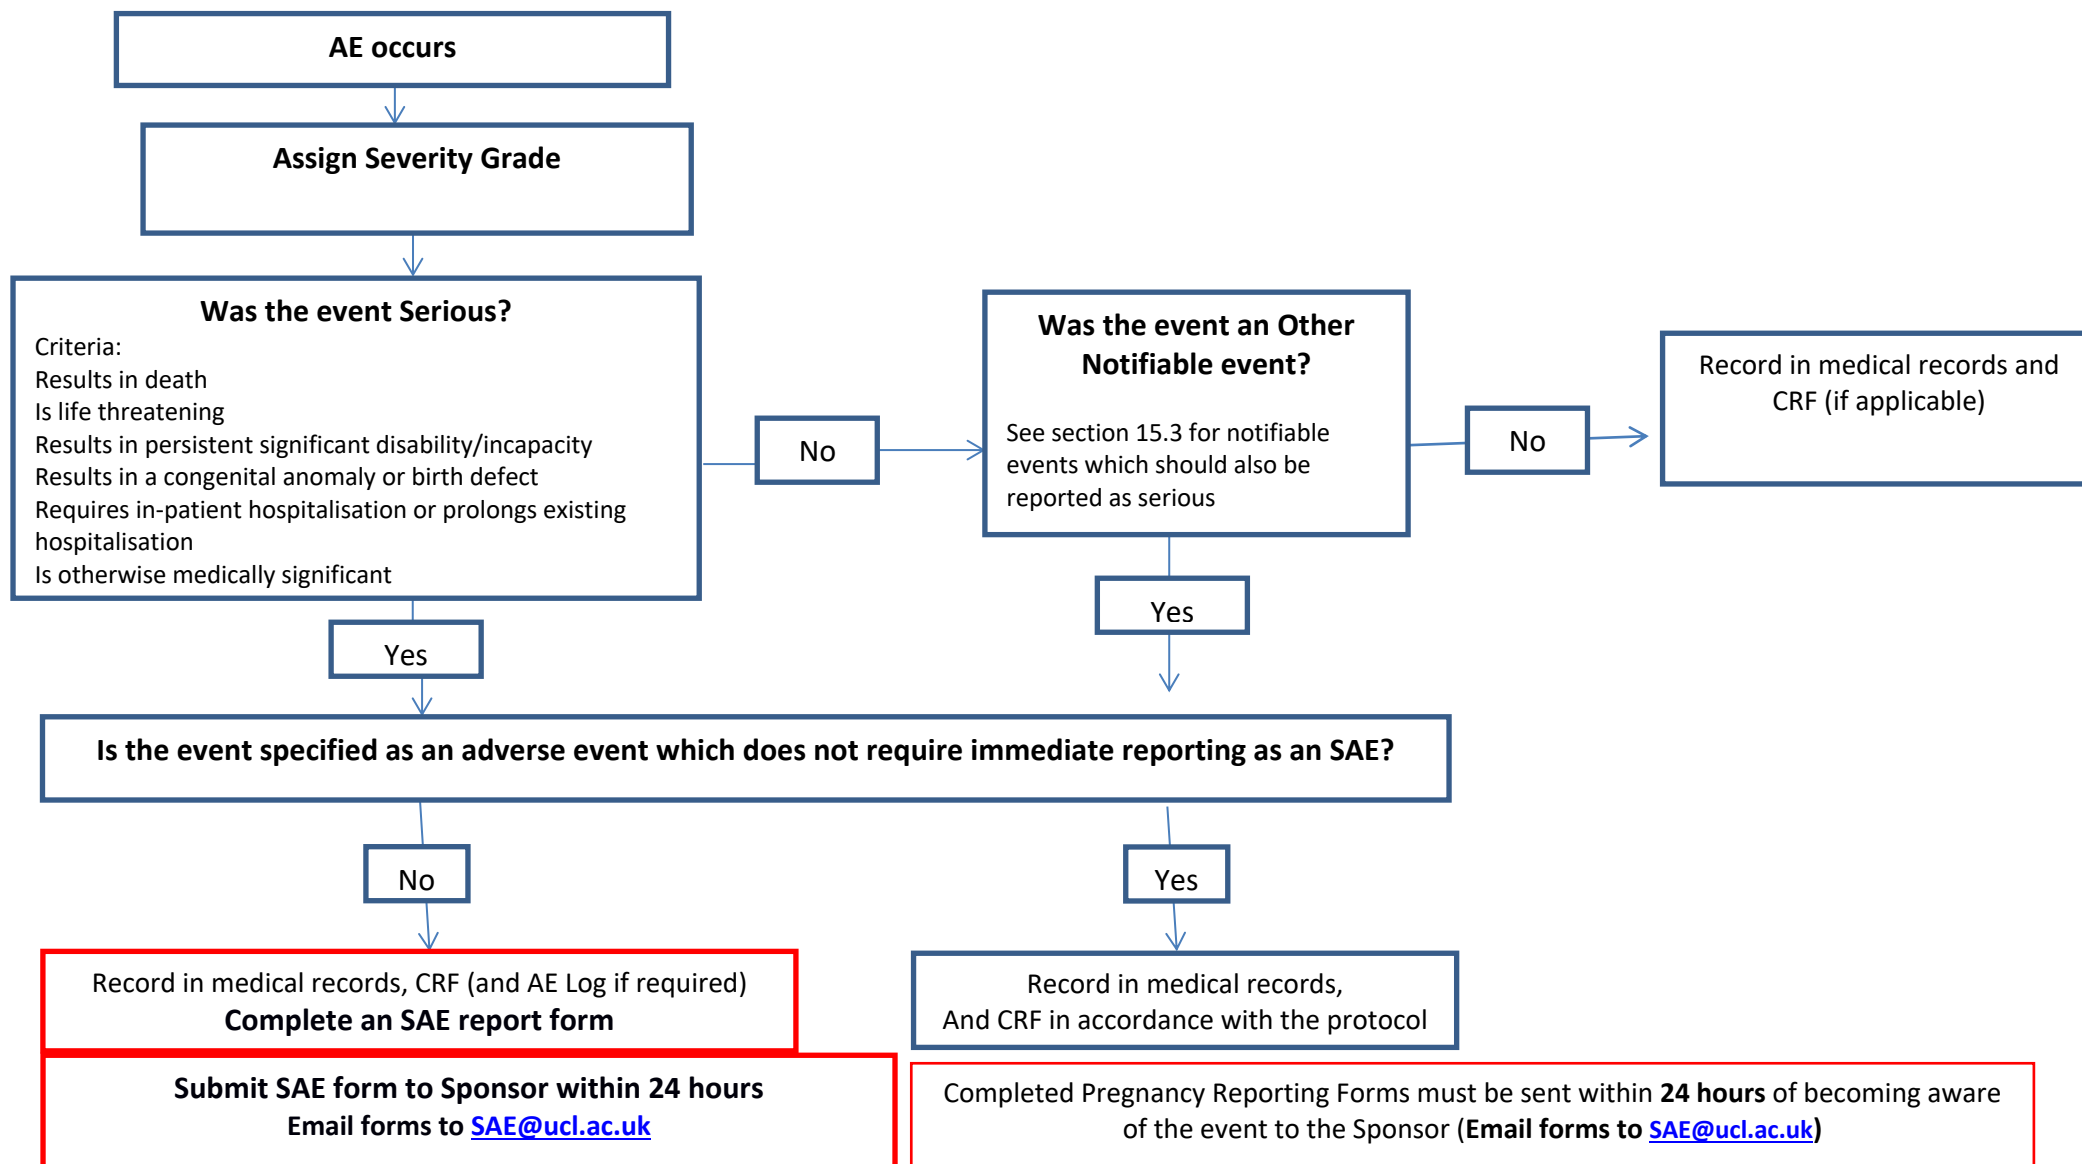 AE occurs
Assign Severity Grade
Was the event Serious?
Criteria:
Results in death
Is life threatening
Results in persistent significant disability/incapacity
Results in a congenital anomaly or birth defect
Requires in-patient hospitalisation or prolongs existing
hospitalisation
Is otherwise medically significant
No
Was the event an Other
Notifiable event?
See section 15.3 for notifiable
events which should also be
reported as serious
No
Record in medical records and
CRF (if applicable)
Yes
Yes
Is the event specified as an adverse event which does not require immediate reporting as an SAE?
No
Yes
Record in medical records, CRF (and AE Log if required)
Complete an SAE report form
Record in medical records,
And CRF in accordance with the protocol
Submit SAE form to Sponsor within 24 hours
Email forms to SAE@ucl.ac.uk
Completed Pregnancy Reporting Forms must be sent within 24 hours of becoming aware
of the event to the Sponsor (Email forms to SAE@ucl.ac.uk)